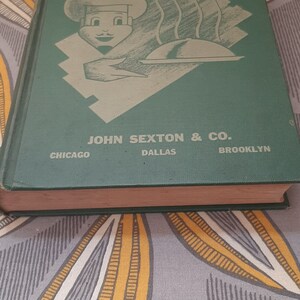 JOHN SEXTON & CO.
CHICAGO DALLAS BROOKLYN